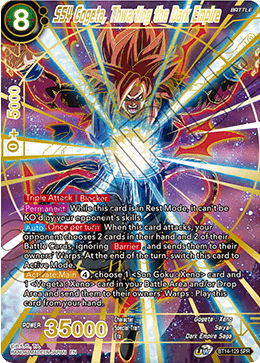 8
SS4 Gogeta, Thwarting the Dark Empire
BATTLE
+ 5000
Triple Attack Blocker
Permanent While this card is in Rest Mode, it can't be
KO'd by your opponent's skills.
Auto Once per turn When this card attacks, your
opponent chooses 2 cards in their hand and 2 of their
Battle Cards, ignoring Barrier, and sends them to their
owners' Warps. At the end of the turn, switch this card to
Active Mode.
Activate Main 4, choose 1 <Son Goku: Xeno> card and
1 <Vegeta: Xeno> card in your Battle Area and/or Drop
Area and send them to their owners' Warps : Play this
card from your hand.
POWER
35000
Character Gogeta: Xeno
Special Trait Saiyan
Era
BANDAI MADE IN JAPAN EN
BT14-129 SPR